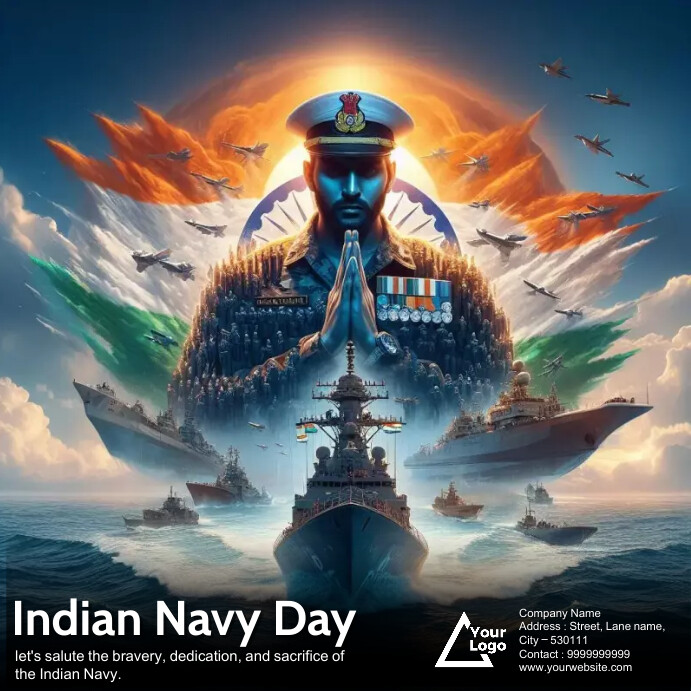 Indian Navy Day
let's salute the bravery, dedication, and sacrifice of
the Indian Navy.
Your
Logo
Company Name
Address : Street, Lane name,
City – 530111
Contact : 9999999999
www.yourwebsite.com